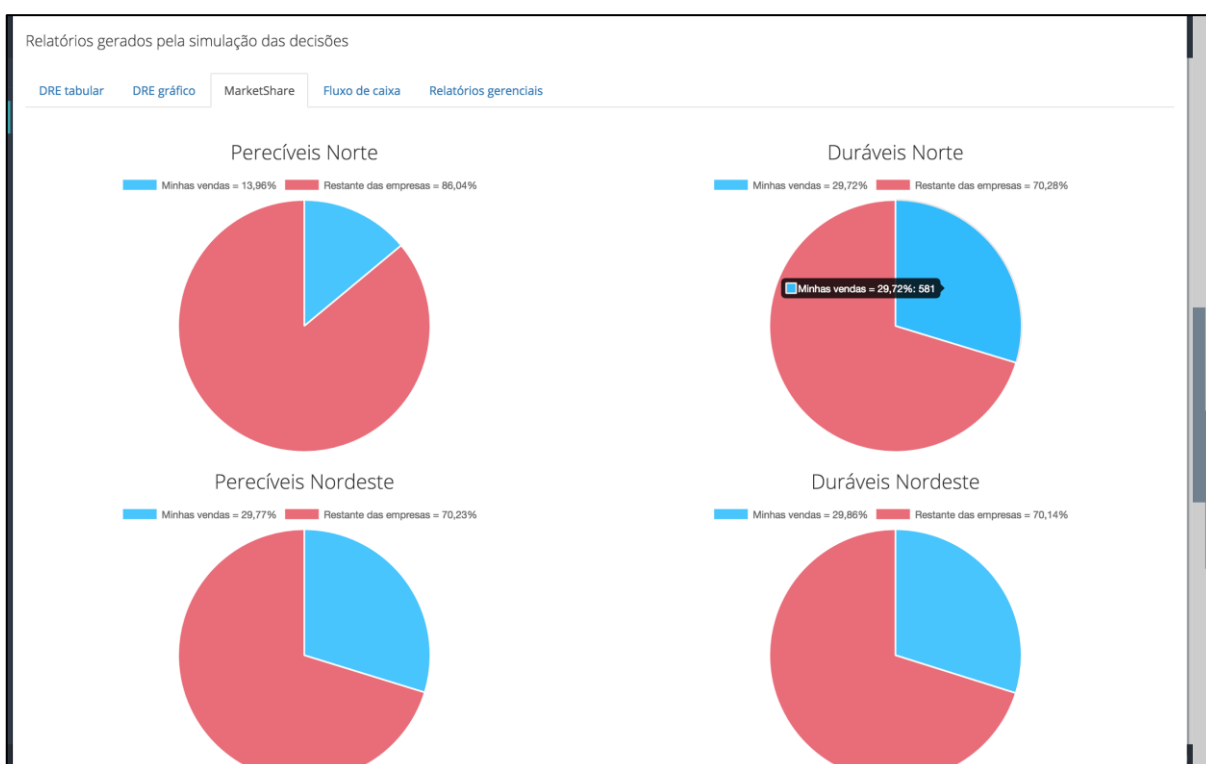 Relatórios gerados pela simulação das decisões
DRE tabular DRE gráfico MarketShare Fluxo de caixa Relatórios gerenciais
Perecíveis Norte
Minhas vendas = 13,96% Restante das empresas = 86,04%
Duráveis Norte
Minhas vendas = 29,72% Restante das empresas = 70,28%
Minhas vendas = 29,72%: 581
Perecíveis Nordeste
Minhas vendas = 29,77% Restante das empresas = 70,23%
Duráveis Nordeste
Minhas vendas = 29,86% Restante das empresas = 70,14%